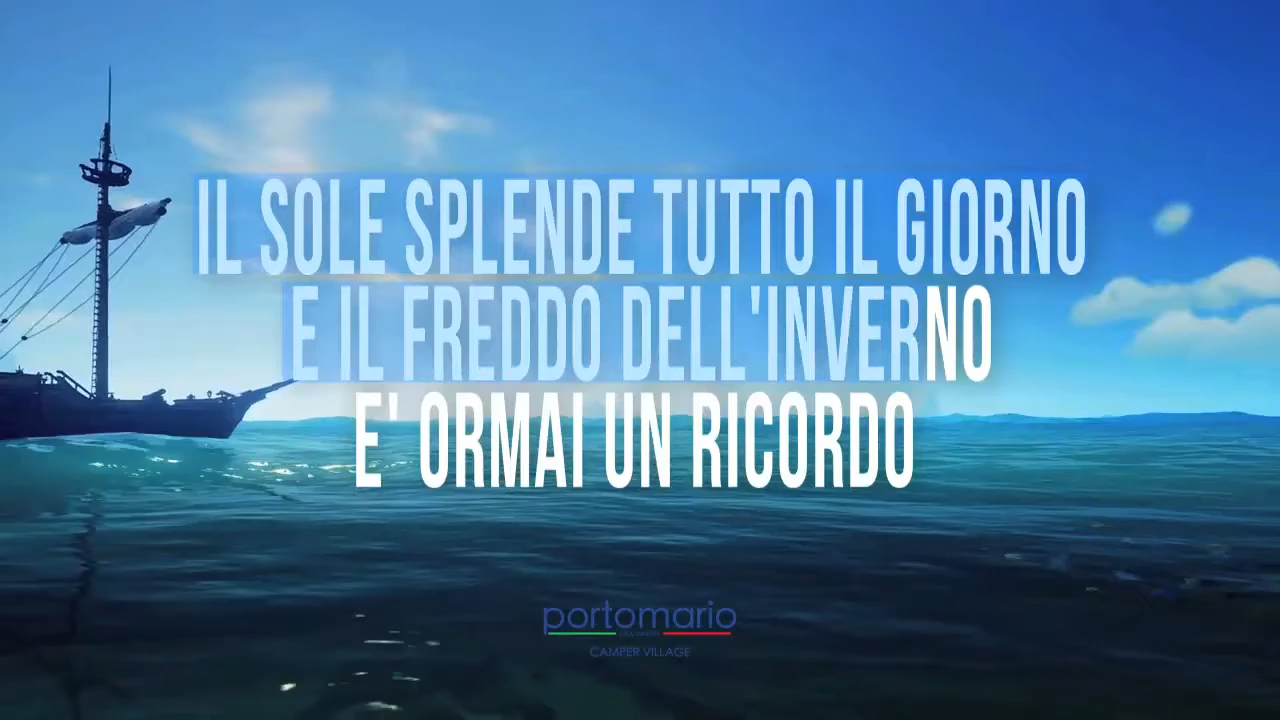 IL SOLE SPLENDE TUTTO IL GIORNO
E IL FREDDO DELL'INVERNO
E' ORMAI UN RICORDO
portomario
CAMPER VILLAGE